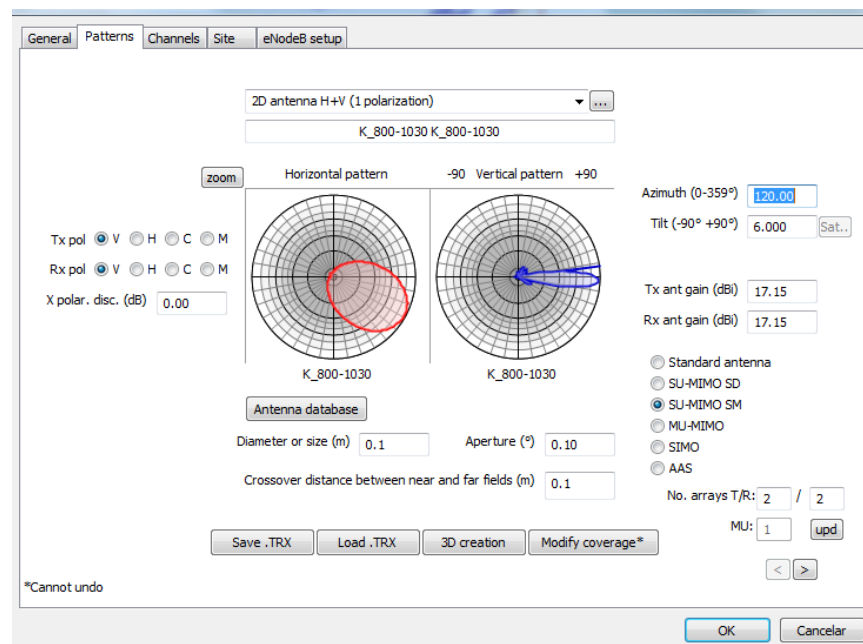 General Patterns Channels Site eNodeB setup
2D antenna H+V (1 polarization) ...
K_800-1030 K_800-1030
zoom Horizontal pattern -90 Vertical pattern +90
Azimuth (0-359°) 120.00
Tilt (-90° +90°) 6.000 Sat..
Tx pol V H C M
Rx pol V H C M
X polar. disc. (dB) 0.00
Tx ant gain (dBi) 17.15
Rx ant gain (dBi) 17.15
K_800-1030 K_800-1030
Standard antenna
SU-MIMO SD
SU-MIMO SM
MU-MIMO
SIMO
AAS
Antenna database
Diameter or size (m) 0.1 Aperture (°) 0.10
Crossover distance between near and far fields (m) 0.1
No. arrays T/R: 2 / 2
MU: 1 upd
Save .TRX Load .TRX 3D creation Modify coverage*
< >
*Cannot undo
OK Cancelar